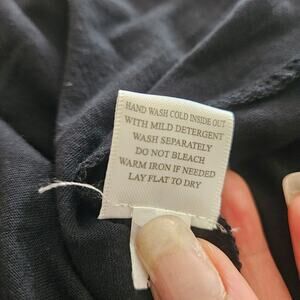 HAND WASH COLD INSIDE OUT
WITH MILD DETERGENT
WASH SEPARATELY
DO NOT BLEACH
WARM IRON IF NEEDED
LAY FLAT TO DRY